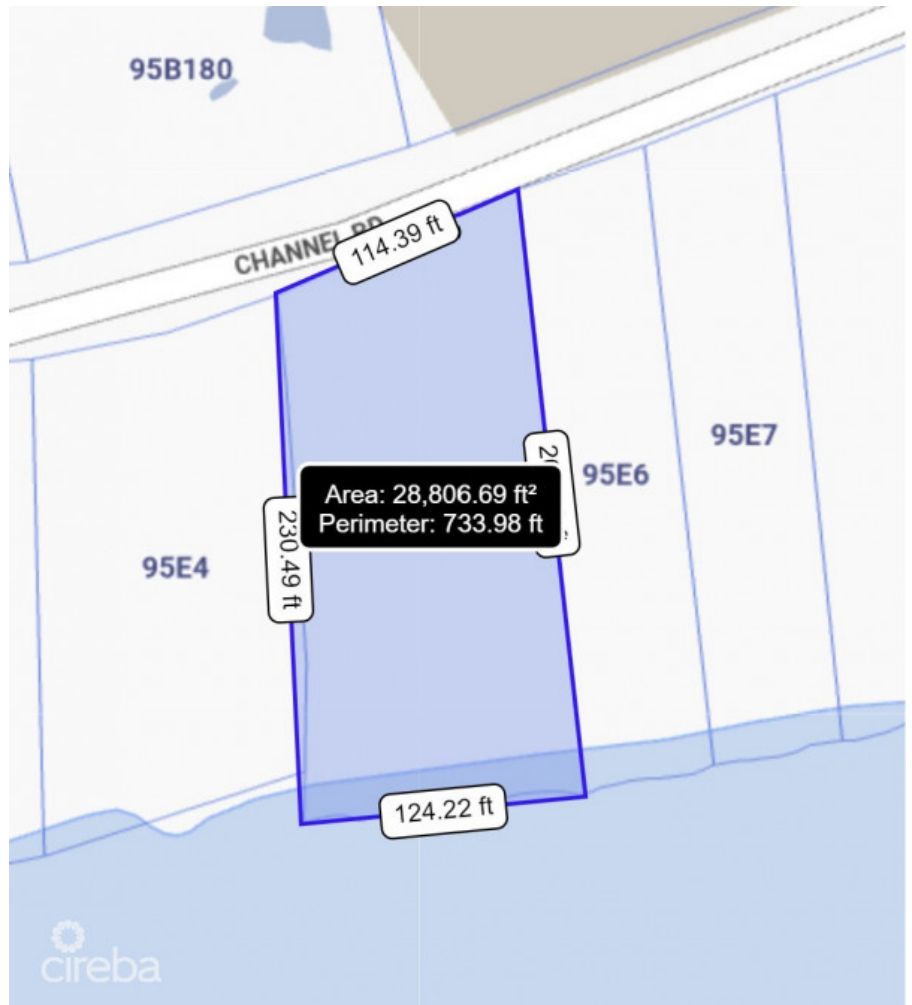 95B180
CHANNEL RD
114.39 ft
95E7
95E6
Area: 28,806.69 ft²
Perimeter: 733.98 ft
230.49 ft
95E4
124.22 ft
cireba